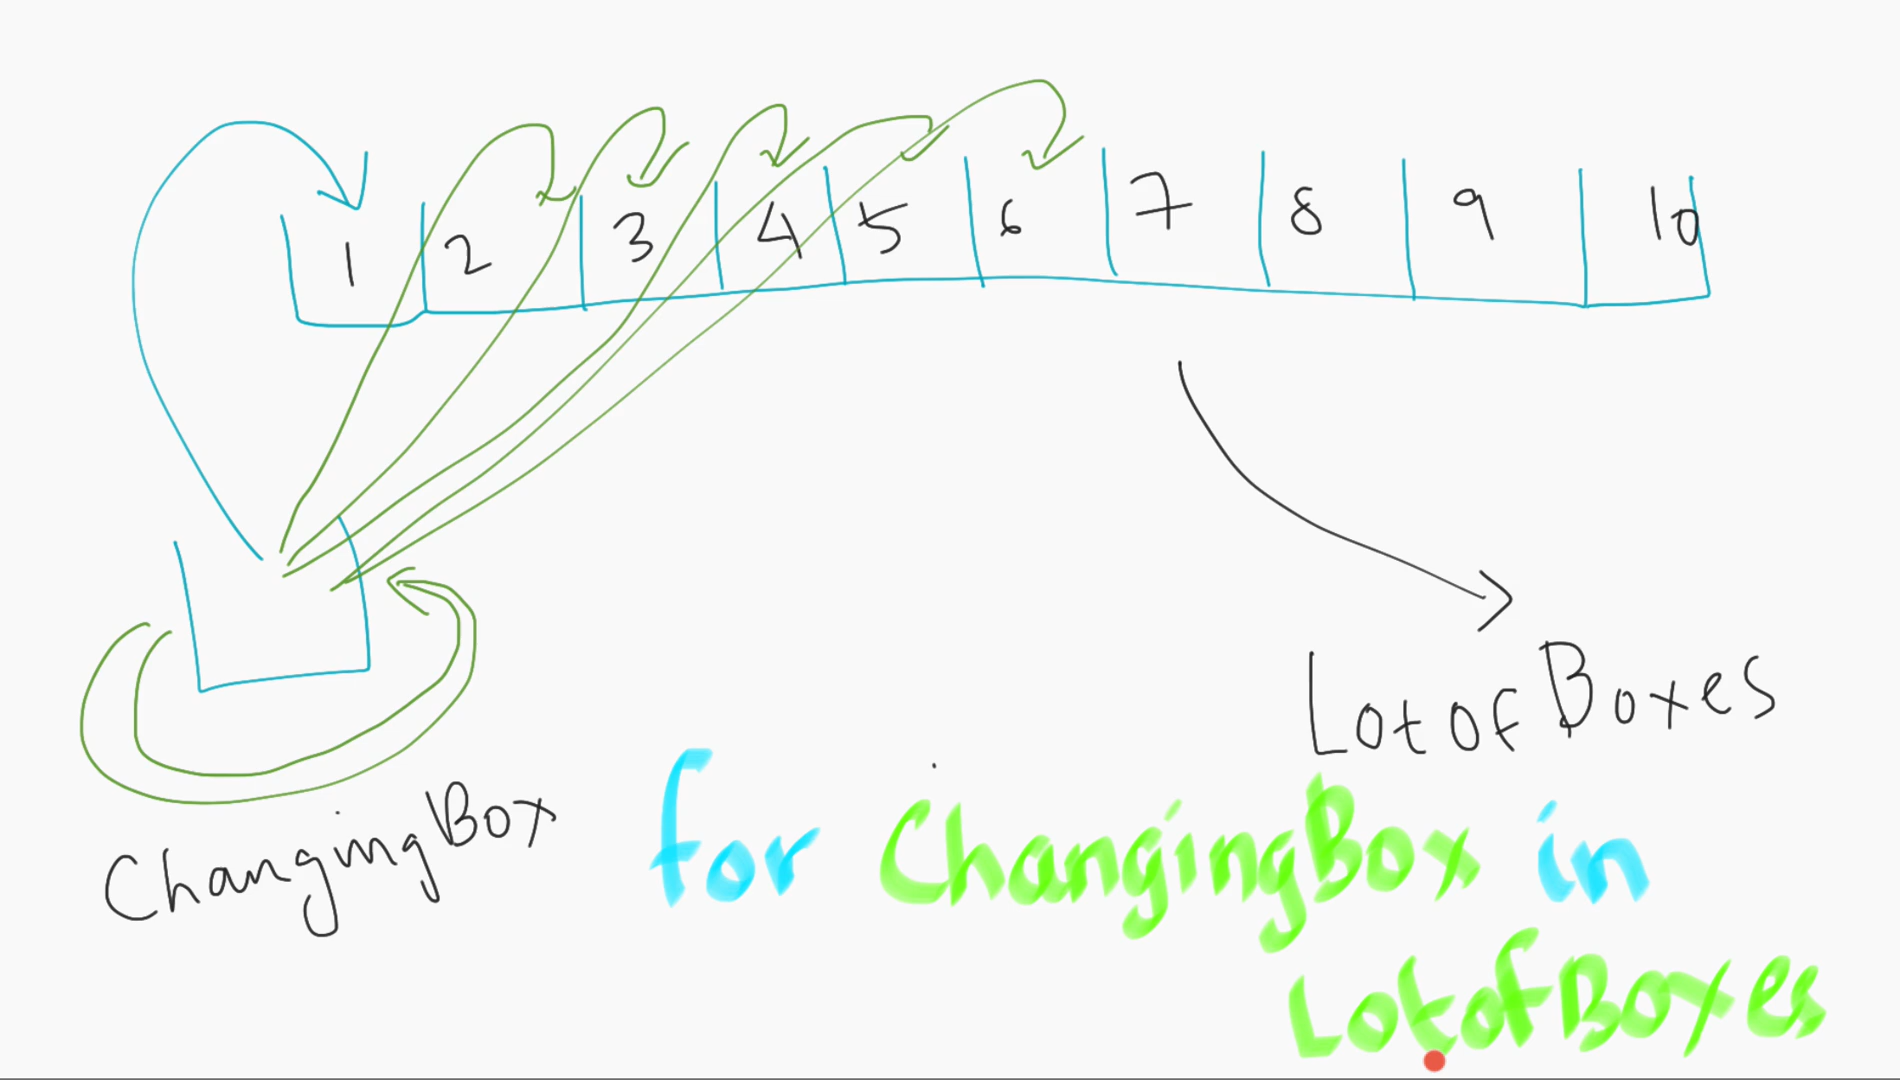 1 2 3 4 5 6 7 8 9 10
LotofBoxes
ChangingBox
for ChangingBox in
LotofBoxes